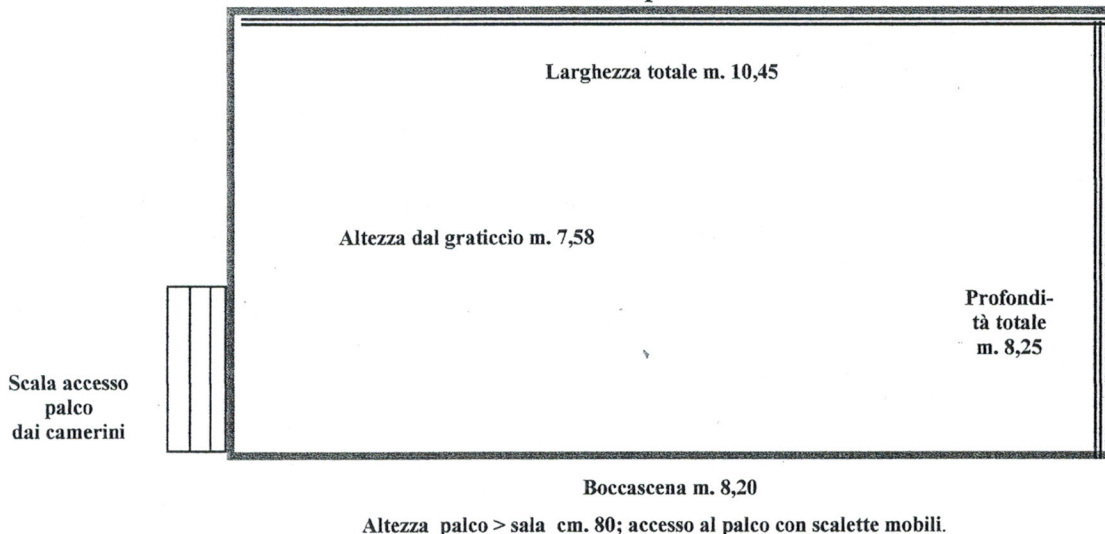 Larghezza totale m. 10,45
Altezza dal graticcio m. 7,58
Profondi-
tà totale
m. 8,25
Scala accesso
palco
dai camerini
Boccascena m. 8,20
Altezza palco > sala cm. 80; accesso al palco con scalette mobili.